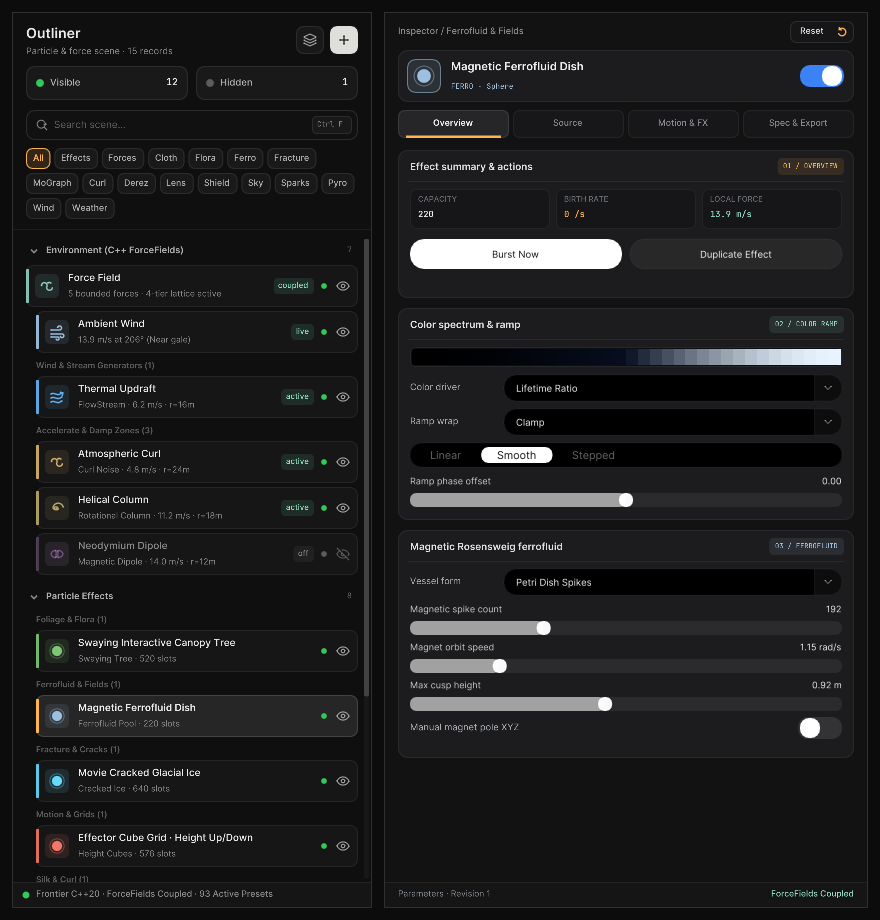 Outliner
Particle & force scene · 15 records
Visible 12
Hidden 1
Search scene... Ctrl F
All Effects Forces Cloth Flora Ferro Fracture
MoGraph Curl Derez Lens Shield Sky Sparks Pyro
Wind Weather
Environment (C++ ForceFields) 7
Force Field
5 bounded forces · 4-tier lattice active
coupled
Ambient Wind
13.9 m/s at 206° (Near gale)
live
Wind & Stream Generators (1)
Thermal Updraft
FlowStream · 6.2 m/s · r=16m
active
Accelerate & Damp Zones (3)
Atmospheric Curl
Curl Noise · 4.8 m/s · r=24m
active
Helical Column
Rotational Column · 11.2 m/s · r=18m
active
Neodymium Dipole
Magnetic Dipole · 14.0 m/s · r=12m
off
Particle Effects 8
Foliage & Flora (1)
Swaying Interactive Canopy Tree
Swaying Tree · 520 slots
Ferrofluid & Fields (1)
Magnetic Ferrofluid Dish
Ferrofluid Pool · 220 slots
Fracture & Cracks (1)
Movie Cracked Glacial Ice
Cracked Ice · 640 slots
Motion & Grids (1)
Effector Cube Grid · Height Up/Down
Height Cubes · 576 slots
Silk & Curl (1)
Frontier C++20 · ForceFields Coupled · 93 Active Presets
Inspector / Ferrofluid & Fields
Reset
Magnetic Ferrofluid Dish
FERRO · Sphere
Overview Source Motion & FX Spec & Export
Effect summary & actions
01 / OVERVIEW
CAPACITY
220
BIRTH RATE
0 /s
LOCAL FORCE
13.9 m/s
Burst Now
Duplicate Effect
Color spectrum & ramp
02 / COLOR RAMP
Color driver Lifetime Ratio
Ramp wrap Clamp
Linear Smooth Stepped
Ramp phase offset 0.00
Magnetic Rosensweig ferrofluid
03 / FERROFLUID
Vessel form Petri Dish Spikes
Magnetic spike count 192
Magnet orbit speed 1.15 rad/s
Max cusp height 0.92 m
Manual magnet pole XYZ
Parameters · Revision 1
ForceFields Coupled